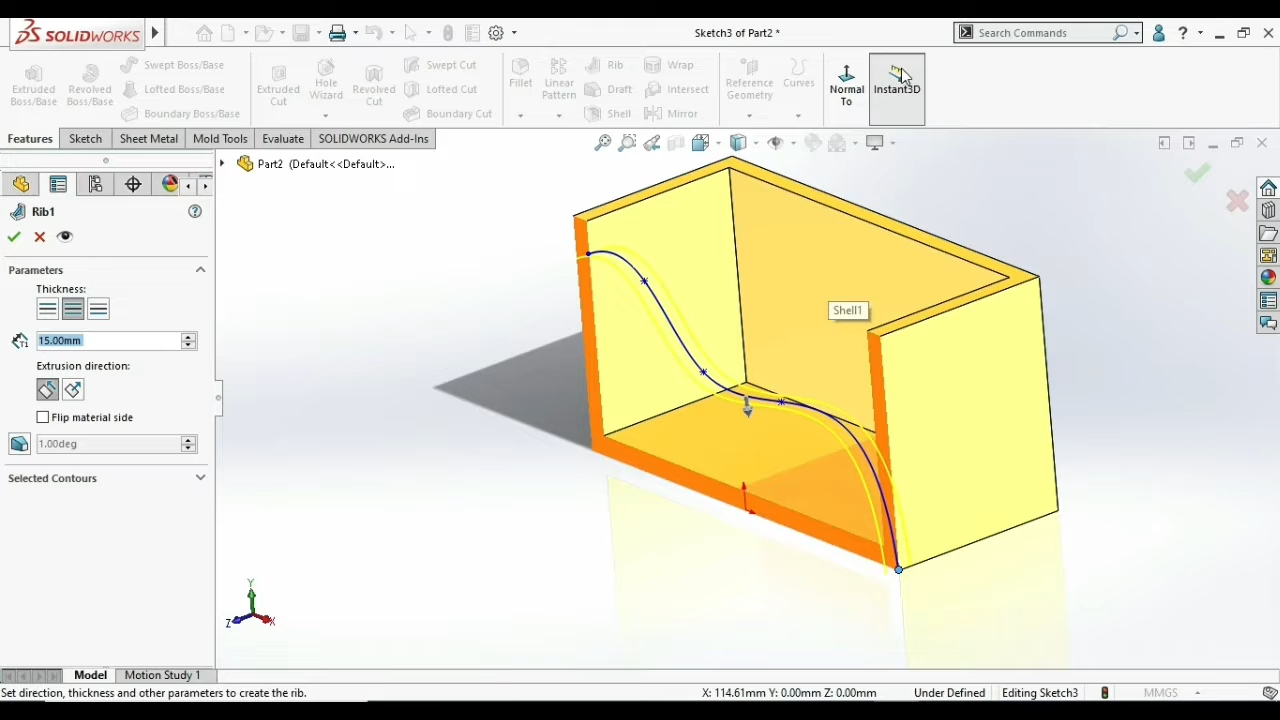 SOLIDWORKS
Sketch3 of Part2 *
Search Commands
?
Extruded Boss/Base
Revolved Boss/Base
Swept Boss/Base
Lofted Boss/Base
Boundary Boss/Base
Extruded Cut
Hole Wizard
Revolved Cut
Swept Cut
Lofted Cut
Boundary Cut
Fillet
Linear Pattern
Rib
Draft
Shell
Wrap
Intersect
Mirror
Reference Geometry
Curves
Normal To
Instant3D
Features Sketch Sheet Metal Mold Tools Evaluate SOLIDWORKS Add-Ins
Part2 (Default<<Default>...
Rib1
?
Parameters
Thickness:
T1
15.00mm
Extrusion direction:
Flip material side
1.00deg
Selected Contours
Shell1
Y
Z
X
Model Motion Study 1
Set direction, thickness and other parameters to create the rib.
X: 114.61mm Y: 0.00mm Z: 0.00mm Under Defined Editing Sketch3 MMGS